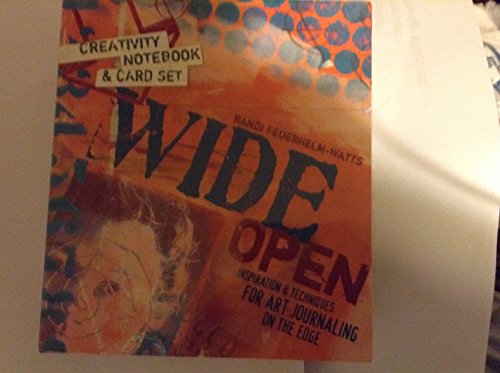 CREATIVITY
NOTEBOOK
& CARD SET
RANDI FEUERHELM-WATTS
WIDE
OPEN
INSPIRATION & TECHNIQUES
FOR ART JOURNALING
ON THE EDGE